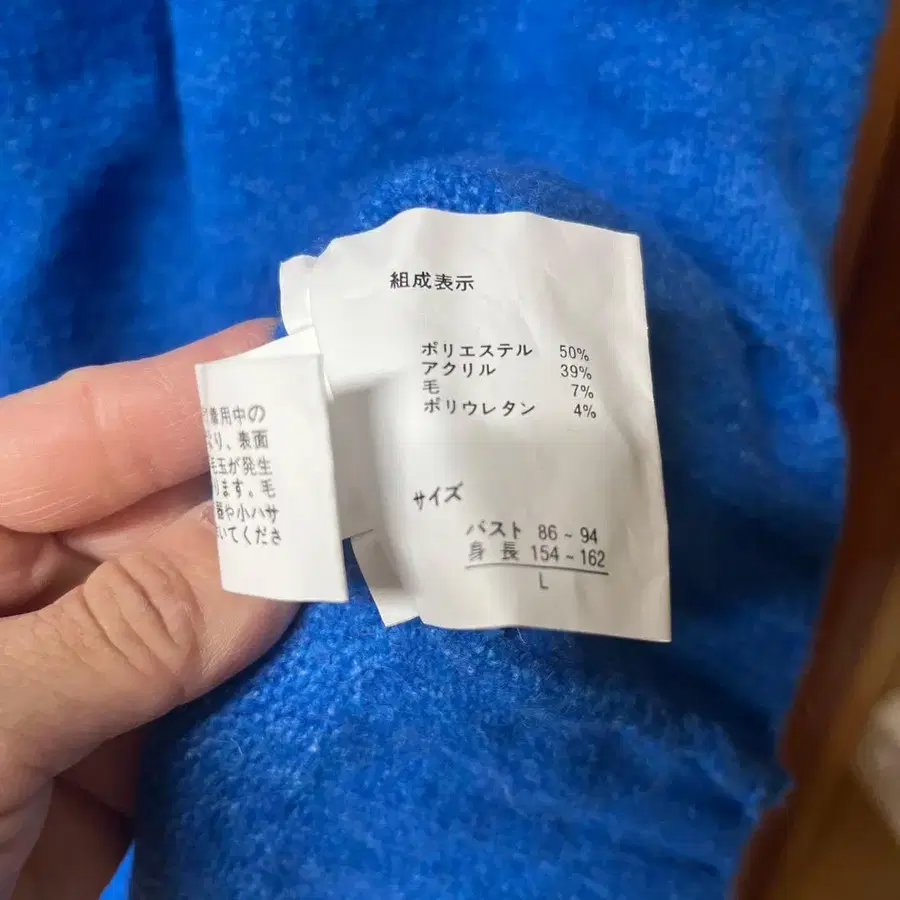 組成表示
ポリエステル 50%
アクリル 39%
毛 7%
ポリウレタン 4%
サイズ
バスト 86 ~ 94
身長 154 - 162
L
着用中の
り、表面
毛玉が発生
ります。毛
器や小ハサ
いてくださ